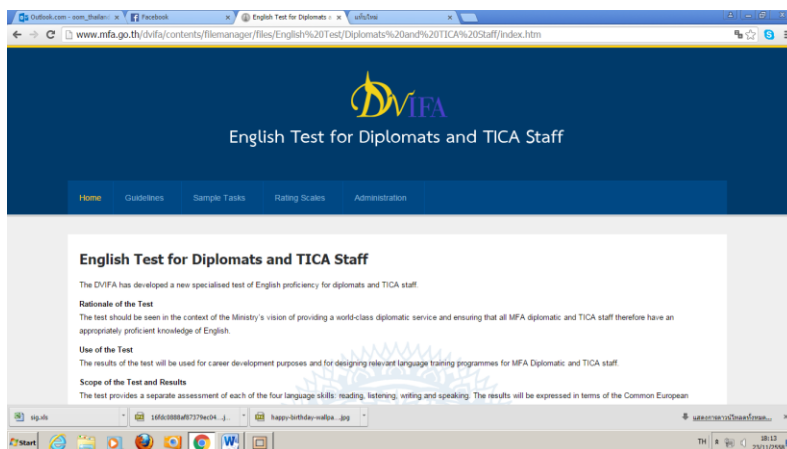 Outlook.com - oom_thailand
Facebook
English Test for Diplomats a
www.mfa.go.th/dvifa/contents/filemanager/files/English%20Test/Diplomats%20and%20TICA%20Staff/index.htm
DVIFA
English Test for Diplomats and TICA Staff
Home Guidelines Sample Tasks Rating Scales Administration
English Test for Diplomats and TICA Staff
The DVIFA has developed a new specialised test of English proficiency for diplomats and TICA staff.
Rationale of the Test
The test should be seen in the context of the Ministry's vision of providing a world-class diplomatic service and ensuring that all MFA diplomatic and TICA staff therefore have an
appropriately proficient knowledge of English.
Use of the Test
The results of the test will be used for career development purposes and for designing relevant language training programmes for MFA Diplomatic and TICA staff.
Scope of the Test and Results
The test provides a separate assessment of each of the four language skills: reading, listening, writing and speaking. The results will be expressed in terms of the Common European
sig.xls
happy-birthday-wallpa....jpg
Start
TH
18:13
23/11/2558